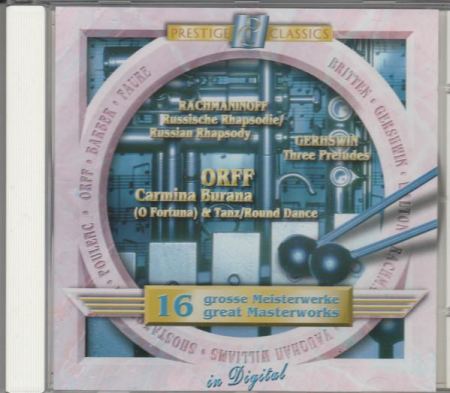 PRESTIGE CLASSICS
RACHMANINOFF
Russische Rhapsodie/
Russian Rhapsody
GERHSWIN
Three Preludes
ORFF
Carmina Burana
(O Fortuna) & Tanz/Round Dance
16 grosse Meisterwerke
great Masterworks
in Digital
POULENC · ORFF · BARBER · FAURE
BRITTEN · GERSHWIN
VAUGHAN WILLIAMS